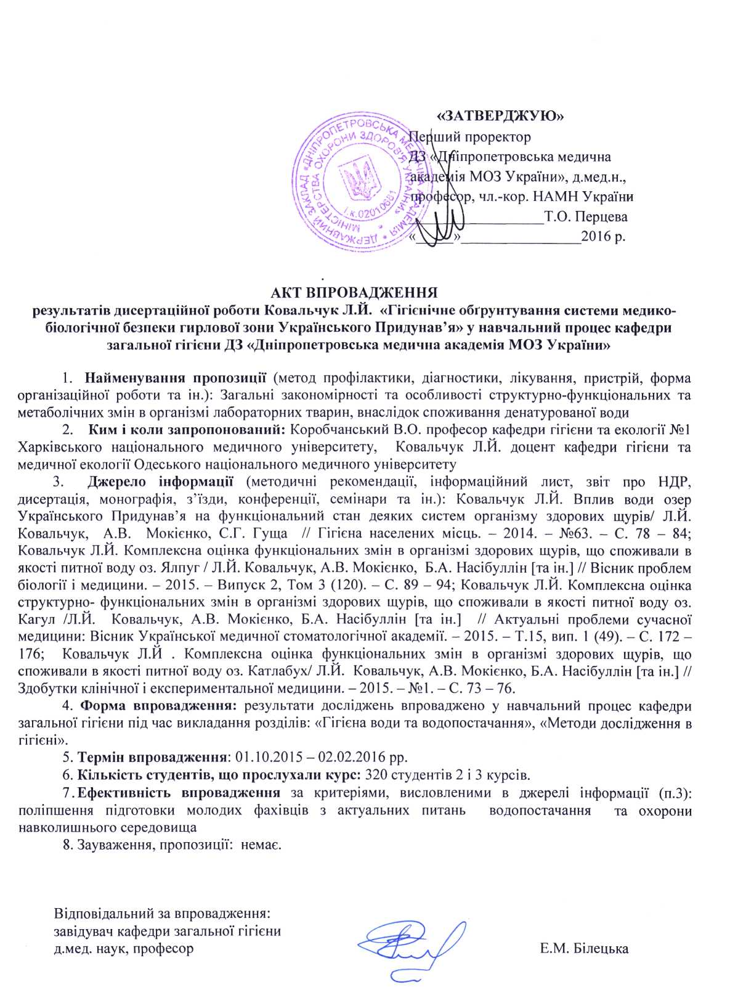 «ЗАТВЕРДЖУЮ»
Перший проректор
ДЗ «Дніпропетровська медична
академія МОЗ України», д.мед.н.,
професор, чл.-кор. НАМН України
__________________Т.О. Перцева
«_____»________________2016 р.
ДЕРЖАВНИЙ ЗАКЛАД «ДНІПРОПЕТРОВСЬКА МЕДИЧНА АКАДЕМІЯ
МІНІСТЕРСТВА ОХОРОНИ ЗДОРОВ'Я УКРАЇНИ»
і.к.02010681
АКТ ВПРОВАДЖЕННЯ
результатів дисертаційної роботи Ковальчук Л.Й. «Гігієнічне обґрунтування системи медико-
біологічної безпеки гирлової зони Українського Придунав’я» у навчальний процес кафедри
загальної гігієни ДЗ «Дніпропетровська медична академія МОЗ України»
1. Найменування пропозиції (метод профілактики, діагностики, лікування, пристрій, форма
організаційної роботи та ін.): Загальні закономірності та особливості структурно-функціональних та
метаболічних змін в організмі лабораторних тварин, внаслідок споживання денатурованої води
2. Ким і коли запропонований: Коробчанський В.О. професор кафедри гігієни та екології №1
Харківського національного медичного університету, Ковальчук Л.Й. доцент кафедри гігієни та
медичної екології Одеського національного медичного університету
3. Джерело інформації (методичні рекомендації, інформаційний лист, звіт про НДР,
дисертація, монографія, з’їзди, конференції, семінари та ін.): Ковальчук Л.Й. Вплив води озер
Українського Придунав’я на функціональний стан деяких систем організму здорових щурів/ Л.Й.
Ковальчук, А.В. Мокієнко, С.Г. Гуща // Гігієна населених місць. – 2014. – №63. – С. 78 – 84;
Ковальчук Л.Й. Комплексна оцінка функціональних змін в організмі здорових щурів, що споживали в
якості питної воду оз. Ялпуг / Л.Й. Ковальчук, А.В. Мокієнко, Б.А. Насібуллін [та ін.] // Вісник проблем
біології і медицини. – 2015. – Випуск 2, Том 3 (120). – С. 89 – 94; Ковальчук Л.Й. Комплексна оцінка
структурно- функціональних змін в організмі здорових щурів, що споживали в якості питної воду оз.
Кагул /Л.Й. Ковальчук, А.В. Мокієнко, Б.А. Насібуллін [та ін.] // Актуальні проблеми сучасної
медицини: Вісник Української медичної стоматологічної академії. – 2015. – Т.15, вип. 1 (49). – С. 172 –
176; Ковальчук Л.Й . Комплексна оцінка функціональних змін в організмі здорових щурів, що
споживали в якості питної воду оз. Катлабух/ Л.Й. Ковальчук, А.В. Мокієнко, Б.А. Насібуллін [та ін.] //
Здобутки клінічної і експериментальної медицини. – 2015. – №1. – С. 73 – 76.
4. Форма впровадження: результати досліджень впроваджено у навчальний процес кафедри
загальної гігієни під час викладання розділів: «Гігієна води та водопостачання», «Методи дослідження в
гігієні».
5. Термін впровадження: 01.10.2015 – 02.02.2016 рр.
6. Кількість студентів, що прослухали курс: 320 студентів 2 і 3 курсів.
7. Ефективність впровадження за критеріями, висловленими в джерелі інформації (п.3):
поліпшення підготовки молодих фахівців з актуальних питань водопостачання та охорони
навколишнього середовища
8. Зауваження, пропозиції: немає.
Відповідальний за впровадження:
завідувач кафедри загальної гігієни
д.мед. наук, професор Е.М. Білецька